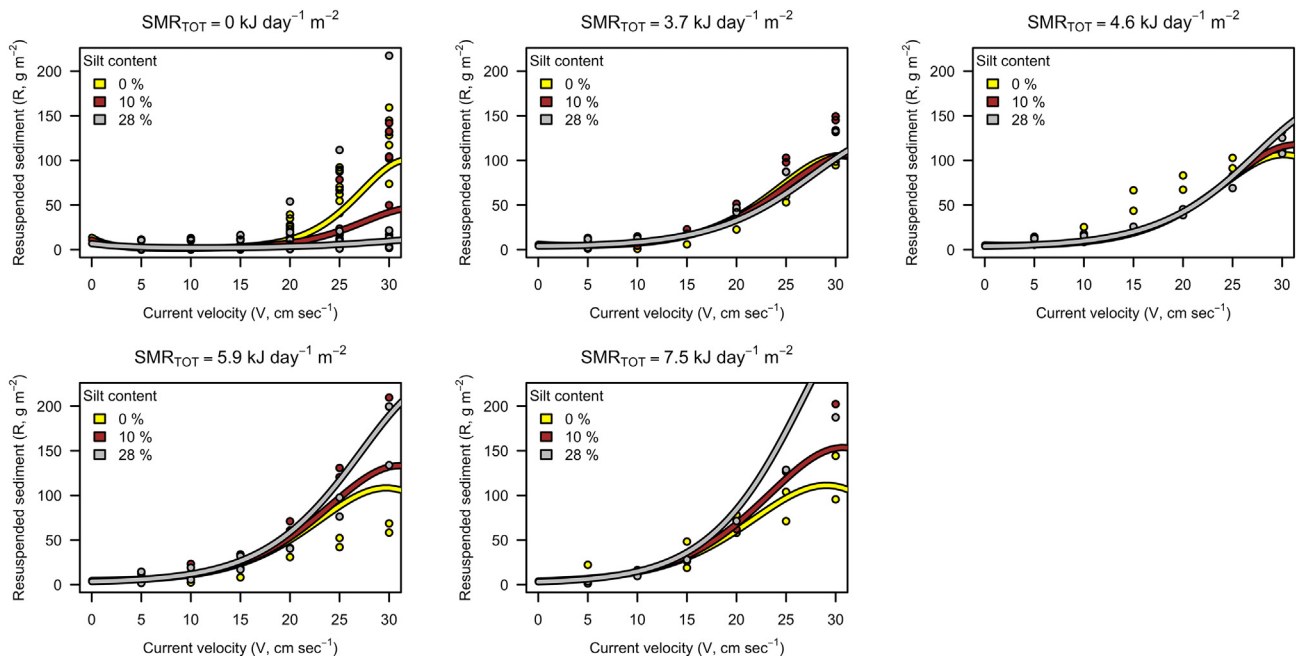 SMR_TOT = 0 kJ day⁻¹ m⁻²
Resuspended sediment (R, g m⁻²)
200
150
100
50
0
Silt content
0 %
10 %
28 %
0 5 10 15 20 25 30
Current velocity (V, cm sec⁻¹)
SMR_TOT = 3.7 kJ day⁻¹ m⁻²
Resuspended sediment (R, g m⁻²)
200
150
100
50
0
Silt content
0 %
10 %
28 %
0 5 10 15 20 25 30
Current velocity (V, cm sec⁻¹)
SMR_TOT = 4.6 kJ day⁻¹ m⁻²
Resuspended sediment (R, g m⁻²)
200
150
100
50
0
Silt content
0 %
10 %
28 %
0 5 10 15 20 25 30
Current velocity (V, cm sec⁻¹)
SMR_TOT = 5.9 kJ day⁻¹ m⁻²
Resuspended sediment (R, g m⁻²)
200
150
100
50
0
Silt content
0 %
10 %
28 %
0 5 10 15 20 25 30
Current velocity (V, cm sec⁻¹)
SMR_TOT = 7.5 kJ day⁻¹ m⁻²
Resuspended sediment (R, g m⁻²)
200
150
100
50
0
Silt content
0 %
10 %
28 %
0 5 10 15 20 25 30
Current velocity (V, cm sec⁻¹)